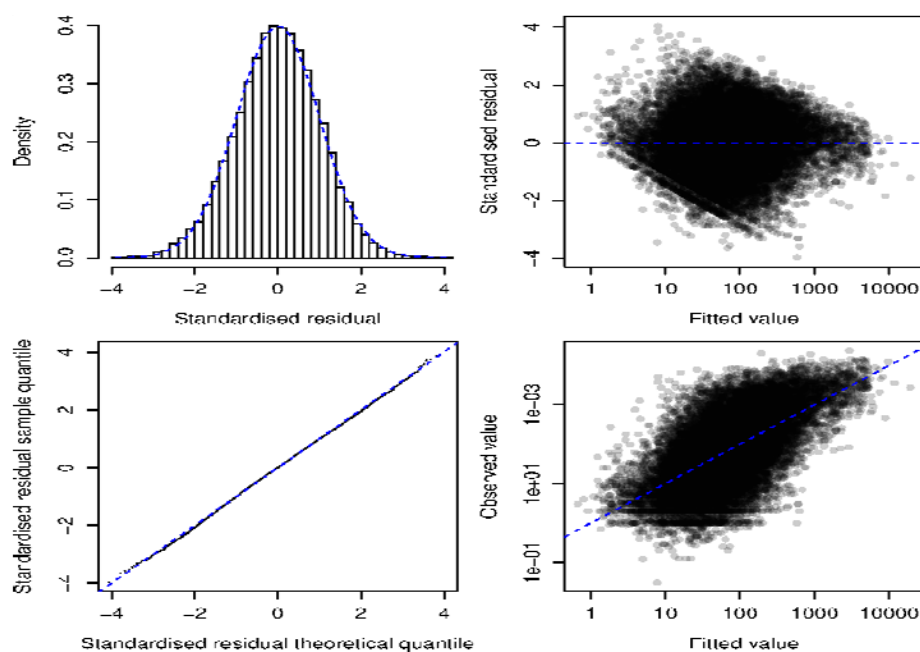 Density
0.4
0.3
0.2
0.1
0.0
−4 −2 0 2 4
Standardised residual
Standardised residual
4
2
0
−2
−4
1 10 100 1000 10000
Fitted value
Standardised residual sample quantile
4
2
0
−2
−4
−4 −2 0 2 4
Standardised residual theoretical quantile
Observed value
1e−03
1e+01
1e−01
1 10 100 1000 10000
Fitted value